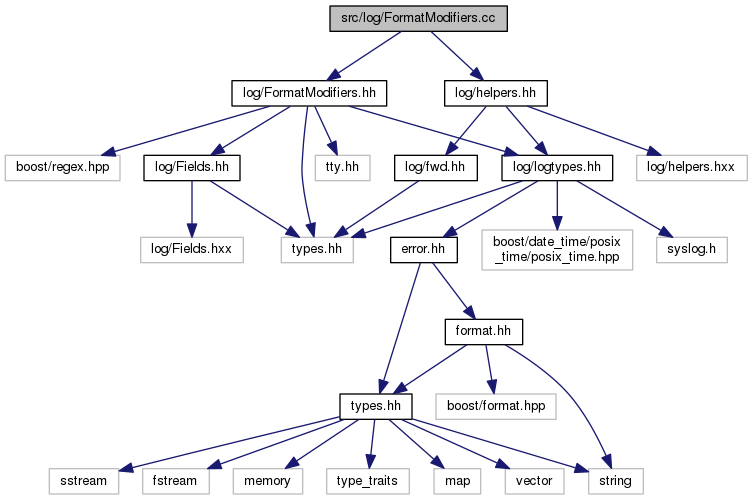 src/log/FormatModifiers.cc
log/FormatModifiers.hh
log/helpers.hh
boost/regex.hpp
log/Fields.hh
tty.hh
log/fwd.hh
log/logtypes.hh
log/helpers.hxx
log/Fields.hxx
types.hh
error.hh
boost/date_time/posix
_time/posix_time.hpp
syslog.h
format.hh
types.hh
boost/format.hpp
sstream
fstream
memory
type_traits
map
vector
string